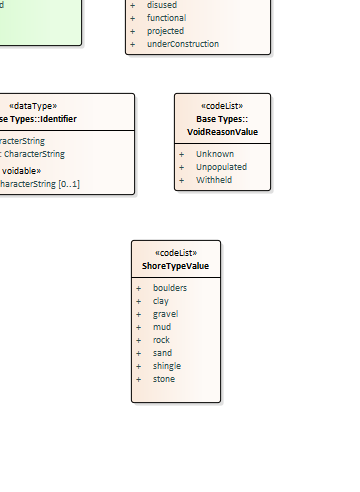 d
+ disused
+ functional
+ projected
+ underConstruction
«dataType»
se Types::Identifier
racterString
: CharacterString
voidable»
haracterString [0..1]
«codeList»
Base Types::
VoidReasonValue
+ Unknown
+ Unpopulated
+ Withheld
«codeList»
ShoreTypeValue
+ boulders
+ clay
+ gravel
+ mud
+ rock
+ sand
+ shingle
+ stone